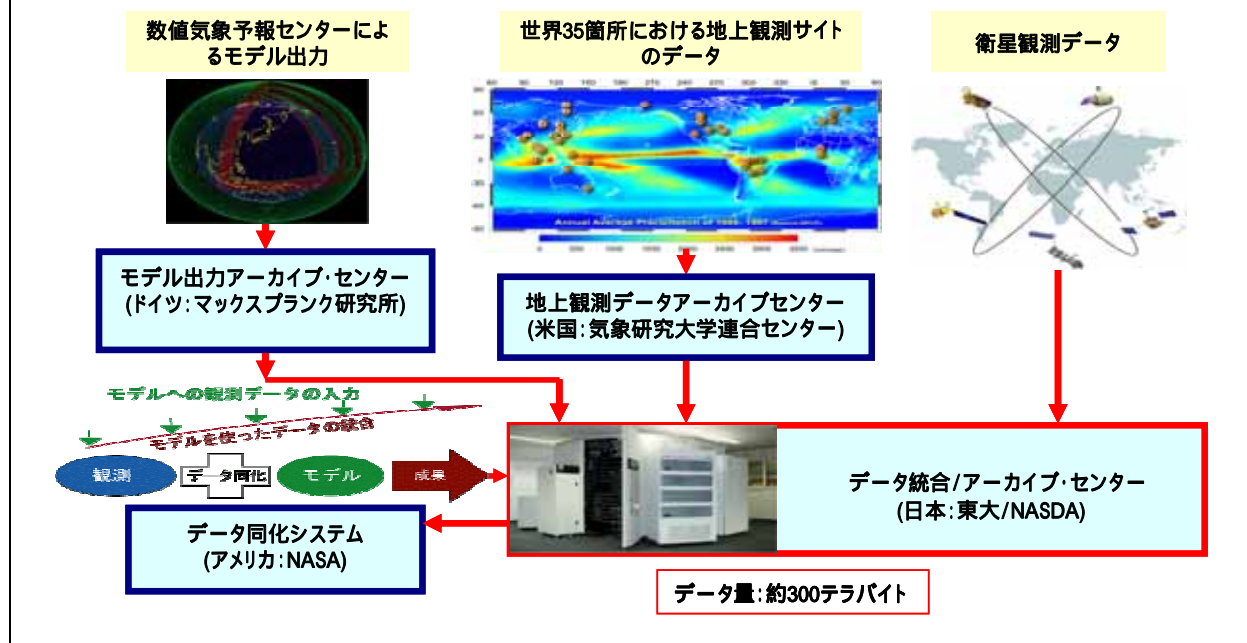 数値気象予報センターによ
るモデル出力
世界35箇所における地上観測サイト
のデータ
衛星観測データ
Annual Average Precipitation of 1988-1997
モデル出力アーカイブ・センター
(ドイツ:マックスプランク研究所)
地上観測データアーカイブセンター
(米国:気象研究大学連合センター)
モデルへの観測データの入力
モデルを使ったデータの統合
観測
データ同化
モデル
成果
データ統合/アーカイブ・センター
(日本:東大/NASDA)
データ同化システム
(アメリカ:NASA)
データ量:約300テラバイト